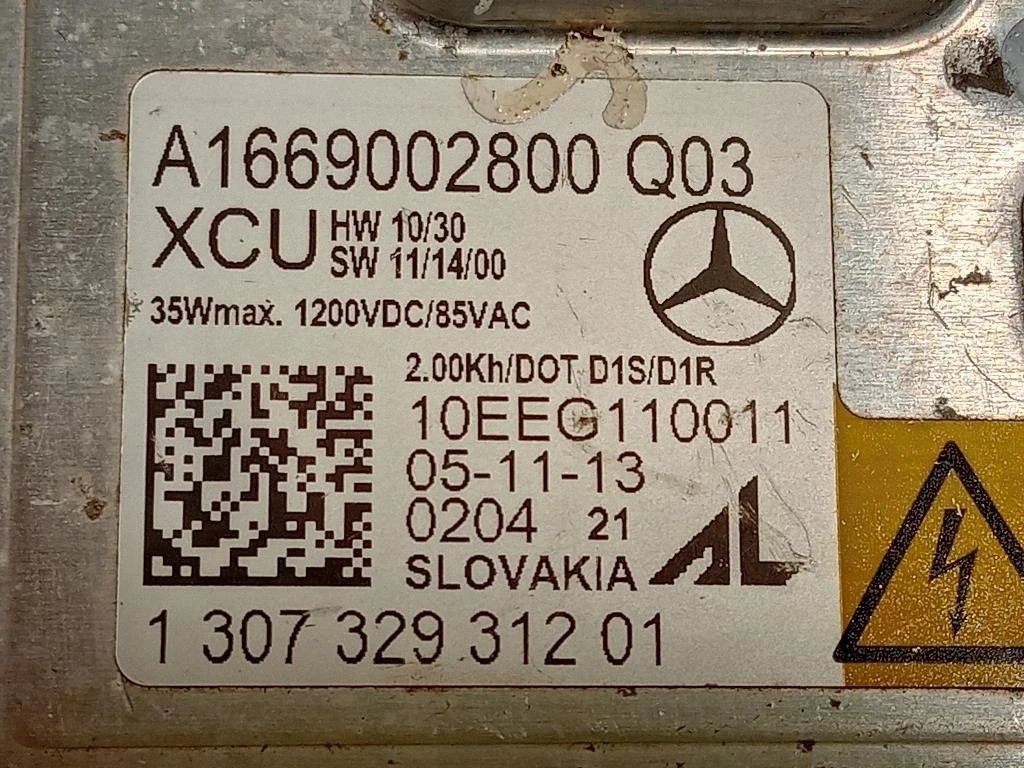 A1669002800 Q03
XCU HW 10/30
SW 11/14/00
35Wmax. 1200VDC/85VAC
2.00Kh/DOT D1S/D1R
10EEG110011
05-11-13
0204 21
SLOVAKIA AL
1 307 329 312 01